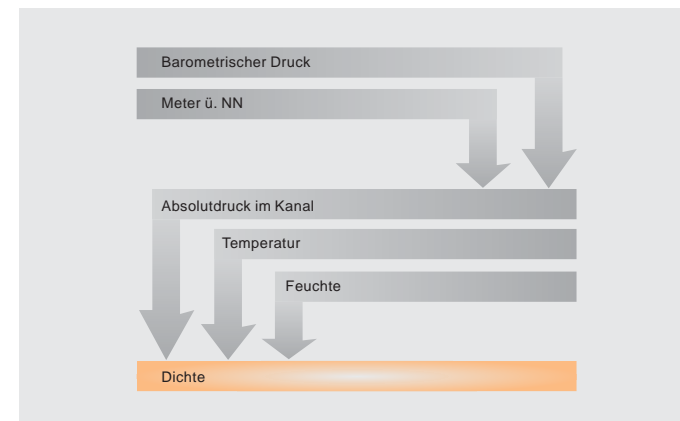 Barometrischer Druck
Meter ü. NN
Absolutdruck im Kanal
Temperatur
Feuchte
Dichte